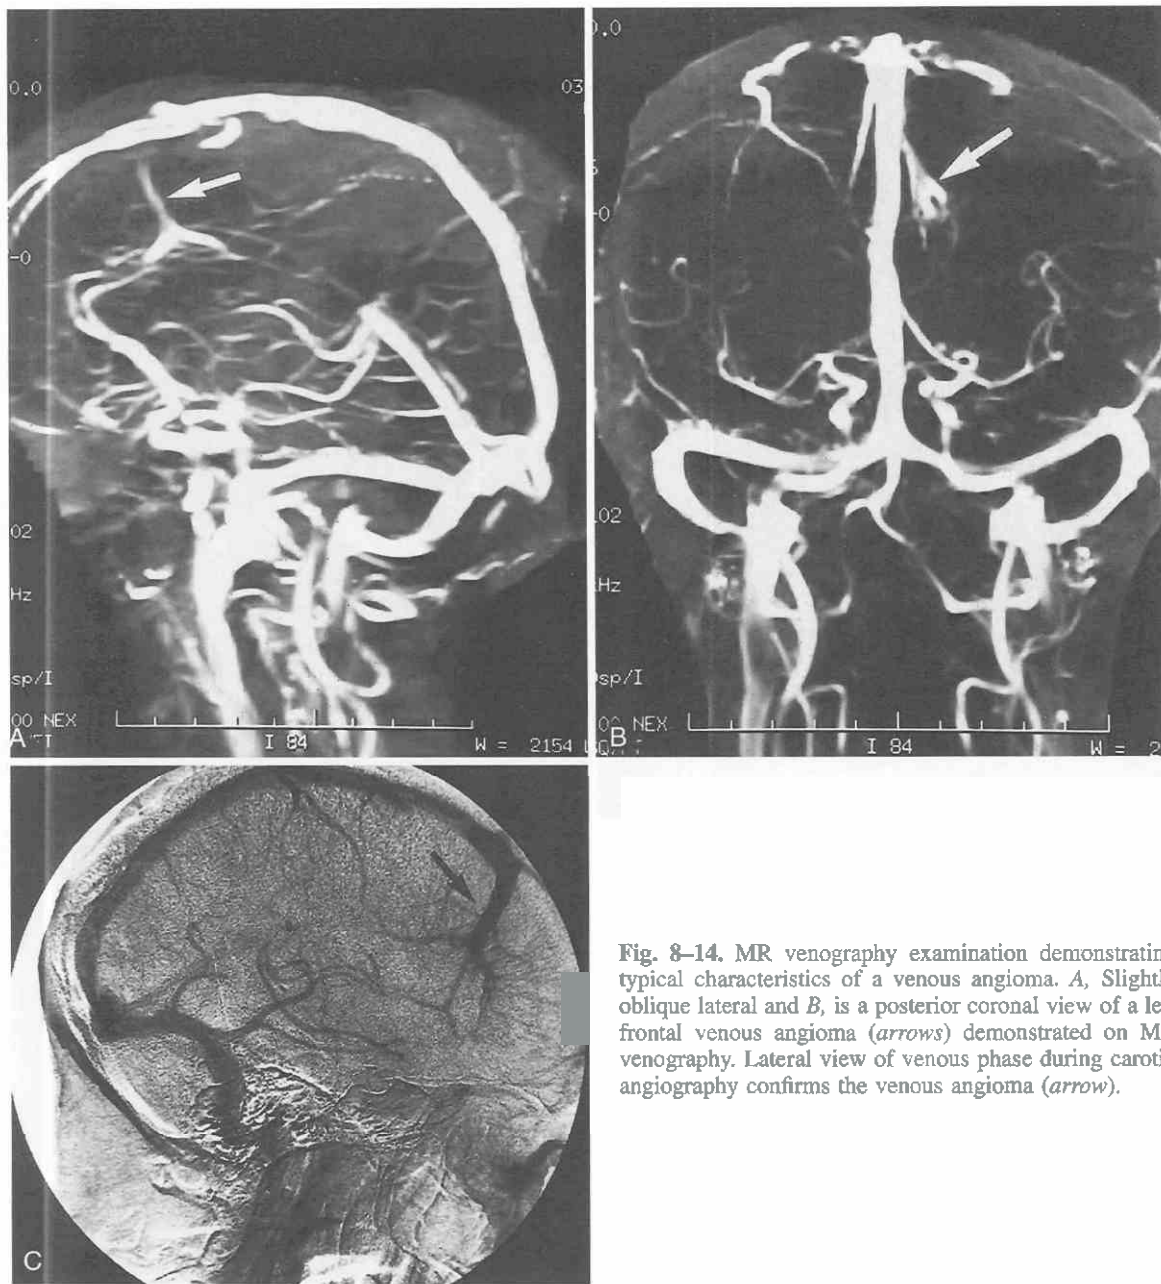 0.0
03
-0
02
Hz
sp/I
00 NEX
A
I 84
W = 2154
0.0
-0
02
Hz
sp/I
NEX
B
I 84
W = 2
C
Fig. 8–14. MR venography examination demonstratin
typical characteristics of a venous angioma. A, Slightl
oblique lateral and B, is a posterior coronal view of a le
frontal venous angioma (arrows) demonstrated on M
venography. Lateral view of venous phase during caroti
angiography confirms the venous angioma (arrow).